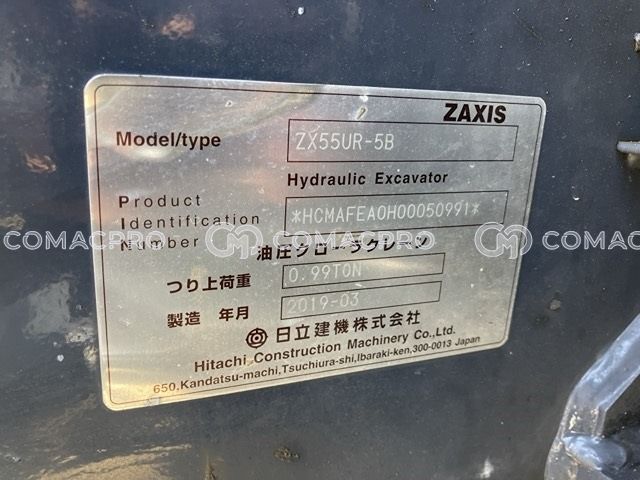 ZAXIS
Model/type ZX55UR-5B
Hydraulic Excavator
Product
Identification *HCMAFEA0H00050991*
Number
油圧クローラクレーン
つり上荷重 0.99TON
製造 年月 2019-03
日立建機株式会社
Hitachi Construction Machinery Co.,Ltd.
650,Kandatsu-machi,Tsuchiura-shi,Ibaraki-ken,300-0013 Japan
COMACPRO COMACPRO COMACPRO